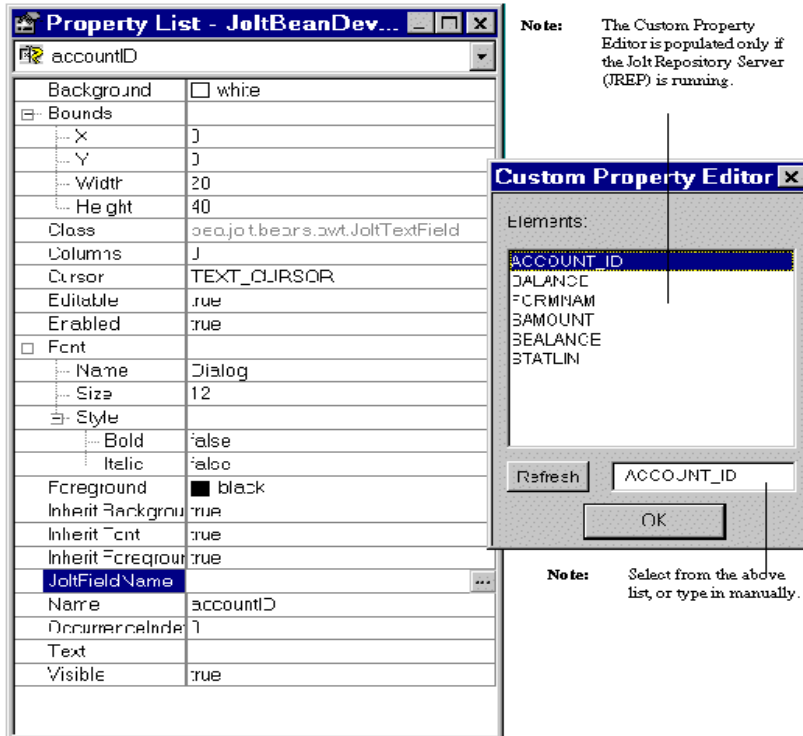 Property List - JoltBeanDev...
accountID
Background white
Bounds
X 0
Y 0
Width 20
Height 40
Class bea.jolt.beans.awt.JoltTextField
Columns 0
Cursor TEXT_CURSOR
Editable true
Enabled true
Font
Name Dialog
Size 12
Style
Bold false
Italic false
Foreground black
Inherit Backgrou true
Inherit Font true
Inherit Foregrour true
JoltFieldName ...
Name accountID
OccurrenceInde 0
Text
Visible true
Note: The Custom Property
Editor is populated only if
the Jolt Repository Server
(JREP) is running.
Custom Property Editor
Elements:
ACCOUNT_ID
BALANCE
FORMNAM
SAMOUNT
SBALANCE
STATLIN
Refresh ACCOUNT_ID
OK
Note: Select from the above
list, or type in manually.